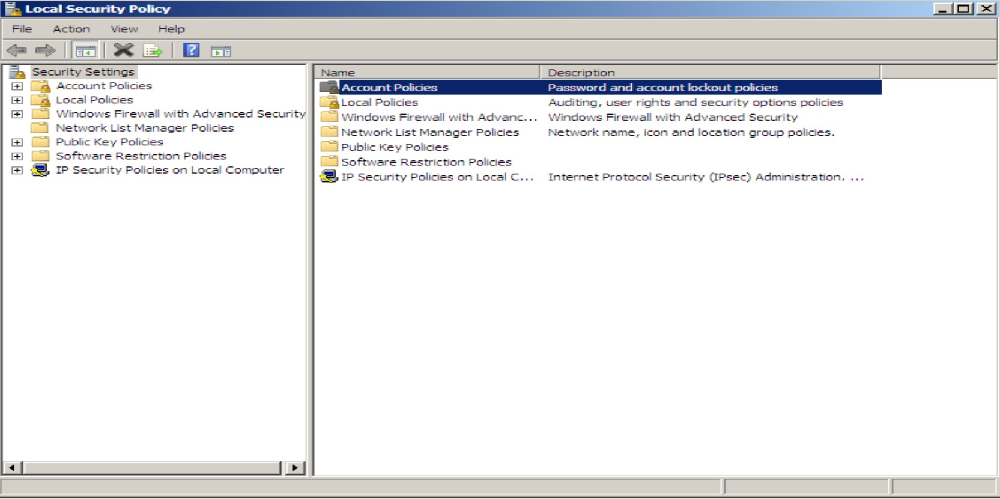 Local Security Policy
File Action View Help
Security Settings
Account Policies
Local Policies
Windows Firewall with Advanced Security
Network List Manager Policies
Public Key Policies
Software Restriction Policies
IP Security Policies on Local Computer
Name Description
Account Policies Password and account lockout policies
Local Policies Auditing, user rights and security options policies
Windows Firewall with Advanc... Windows Firewall with Advanced Security
Network List Manager Policies Network name, icon and location group policies.
Public Key Policies
Software Restriction Policies
IP Security Policies on Local C... Internet Protocol Security (IPsec) Administration. ...